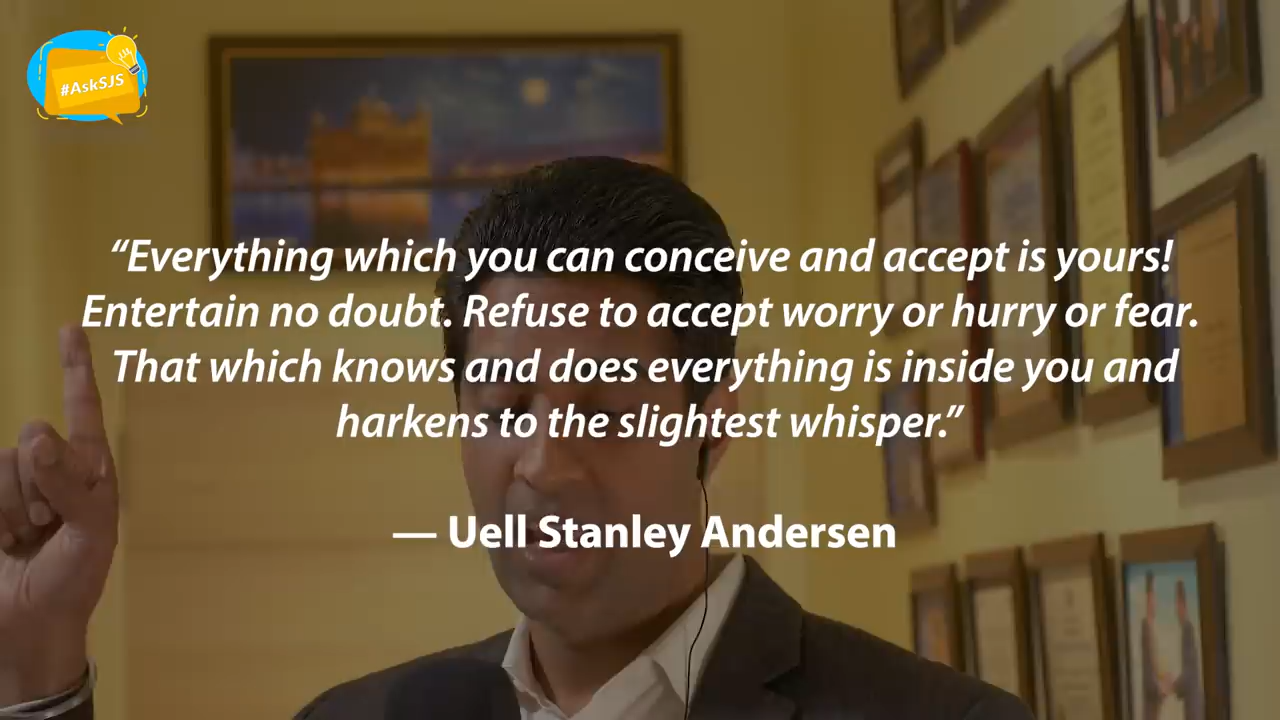 #AskSJS
“Everything which you can conceive and accept is yours!
Entertain no doubt. Refuse to accept worry or hurry or fear.
That which knows and does everything is inside you and
harkens to the slightest whisper.”
— Uell Stanley Andersen